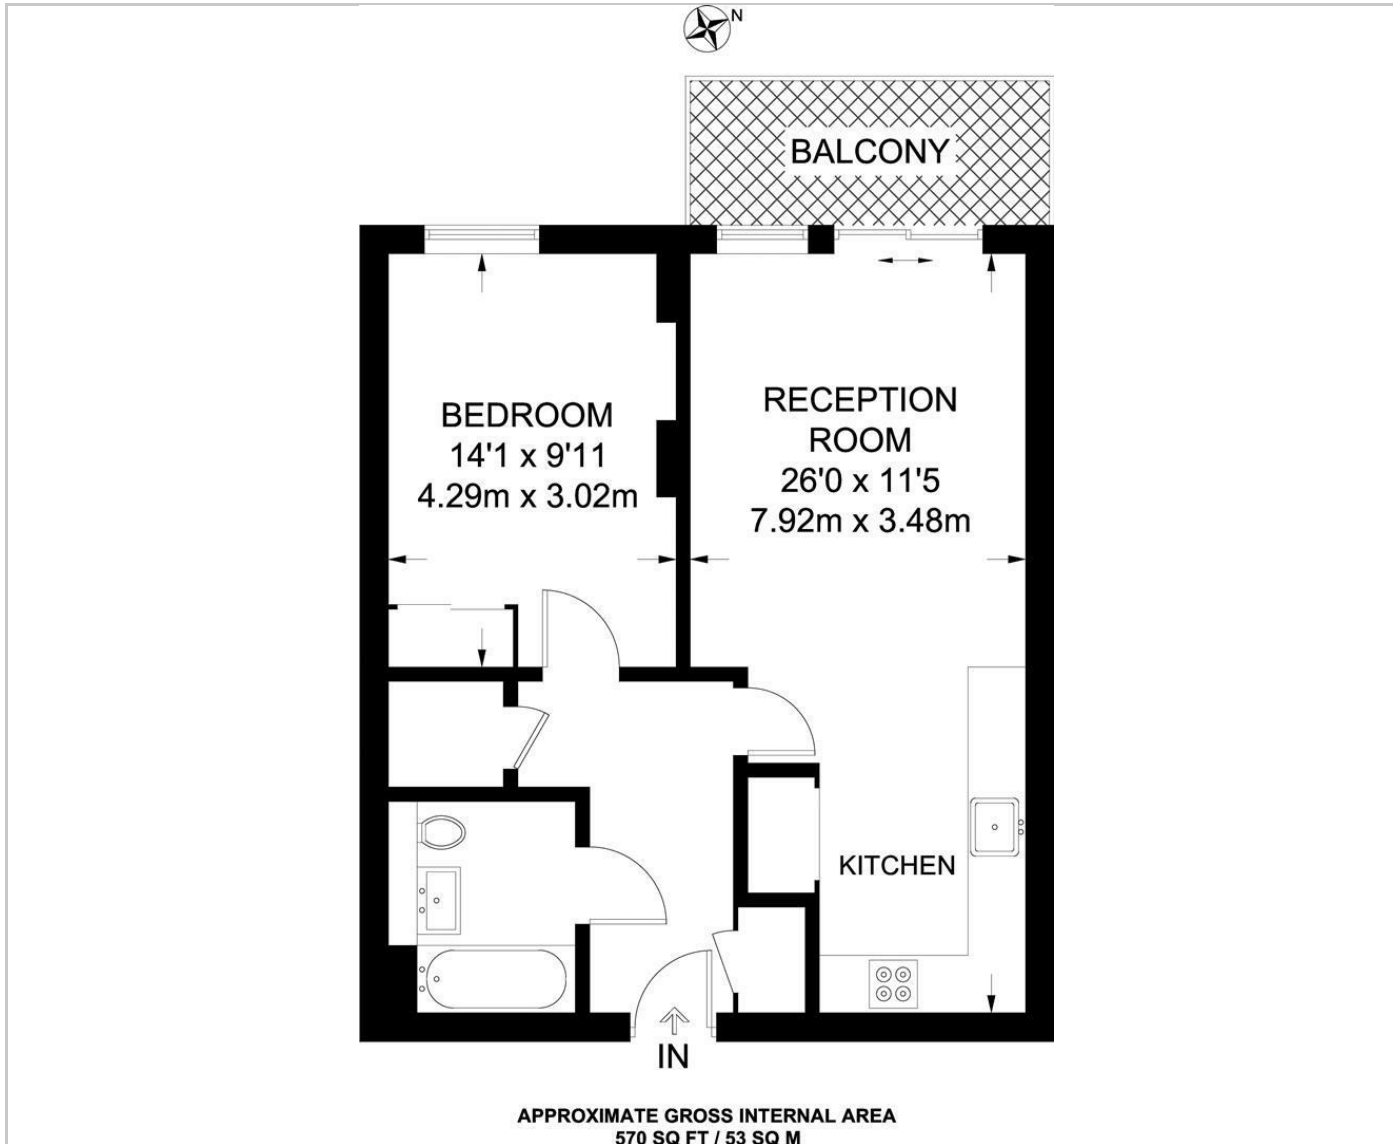 N
BALCONY
BEDROOM
14'1 x 9'11
4.29m x 3.02m
RECEPTION
ROOM
26'0 x 11'5
7.92m x 3.48m
KITCHEN
IN
APPROXIMATE GROSS INTERNAL AREA
570 SQ FT / 53 SQ M